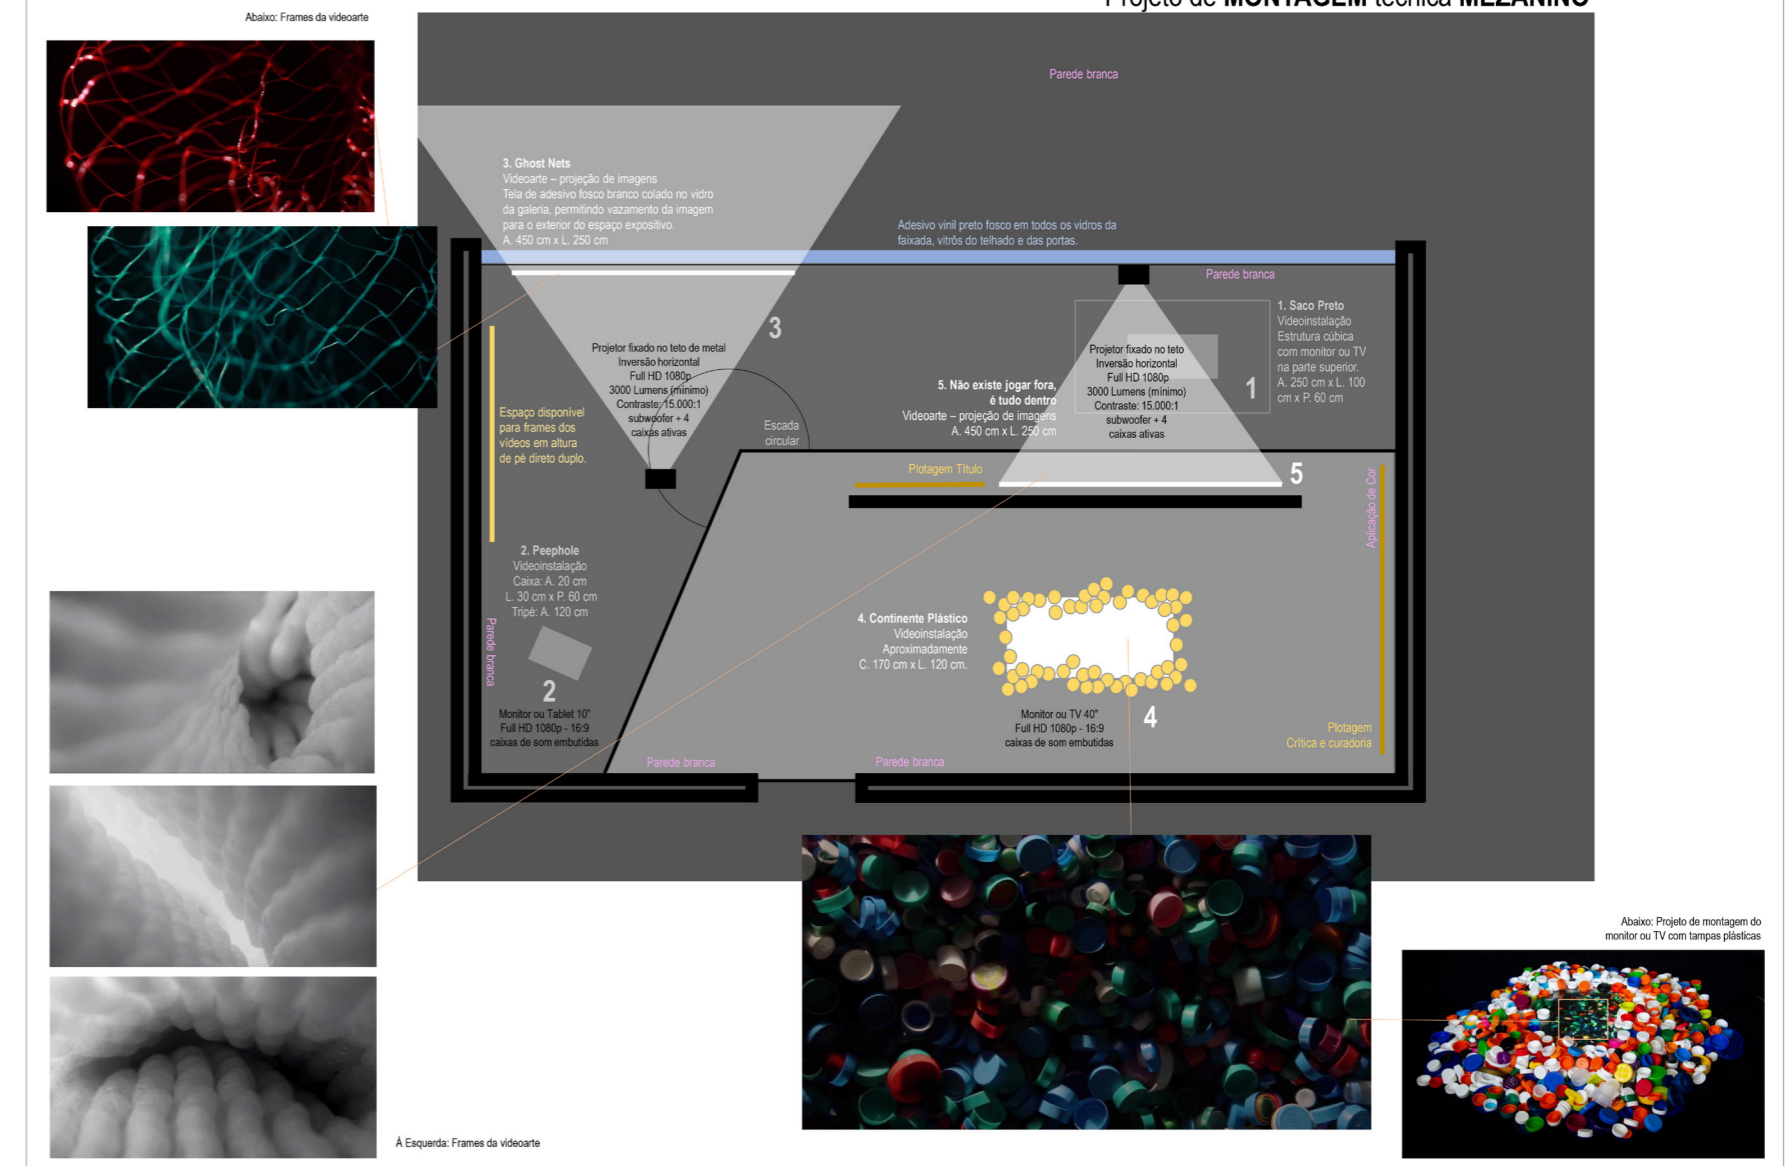 Projeto de MONTAGEM técnica MEZANINO
Abaixo: Frames da videoarte
Parede branca
3. Ghost Nets
Videoarte – projeção de imagens
Tela de adesivo fosco branco colado no vidro
da galeria, permitindo vazamento da imagem
para o exterior do espaço expositivo.
A. 450 cm x L. 250 cm
Adesivo vinil preto fosco em todos os vidros da
faixada, vitrôs do telhado e das portas.
Parede branca
3
Projetor fixado no teto de metal
Inversão horizontal
Full HD 1080p
3000 Lumens (mínimo)
Contraste: 15.000:1
subwoofer + 4
caixas ativas
1. Saco Preto
Videoinstalação
Estrutura cúbica
com monitor ou TV
na parte superior.
A. 250 cm x L. 100
cm x P. 60 cm
Projetor fixado no teto
Inversão horizontal
Full HD 1080p
3000 Lumens (mínimo)
Contraste: 15.000:1
subwoofer + 4
caixas ativas
1
5. Não existe jogar fora,
é tudo dentro
Videoarte – projeção de imagens
A. 450 cm x L. 250 cm
Espaço disponível
para frames dos
vídeos em altura
de pé direto duplo.
Escada
circular
Plotagem Título
5
Aplicação de Cor
2. Peephole
Videoinstalação
Caixa: A. 20 cm
L. 30 cm x P. 60 cm
Tripé: A. 120 cm
Parede branca
2
Monitor ou Tablet 10"
Full HD 1080p - 16:9
caixas de som embutidas
4. Continente Plástico
Videoinstalação
Aproximadamente
C. 170 cm x L. 120 cm.
Monitor ou TV 40"
Full HD 1080p - 16:9
caixas de som embutidas
4
Plotagem
Crítica e curadoria
Parede branca
Parede branca
Abaixo: Projeto de montagem do
monitor ou TV com tampas plásticas
À Esquerda: Frames da videoarte